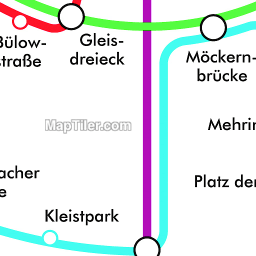 Gleis-
dreieck
Bülow-
straße
Möckern-
brücke
MapTiler.com
Mehrin
acher
e
Platz der
Kleistpark